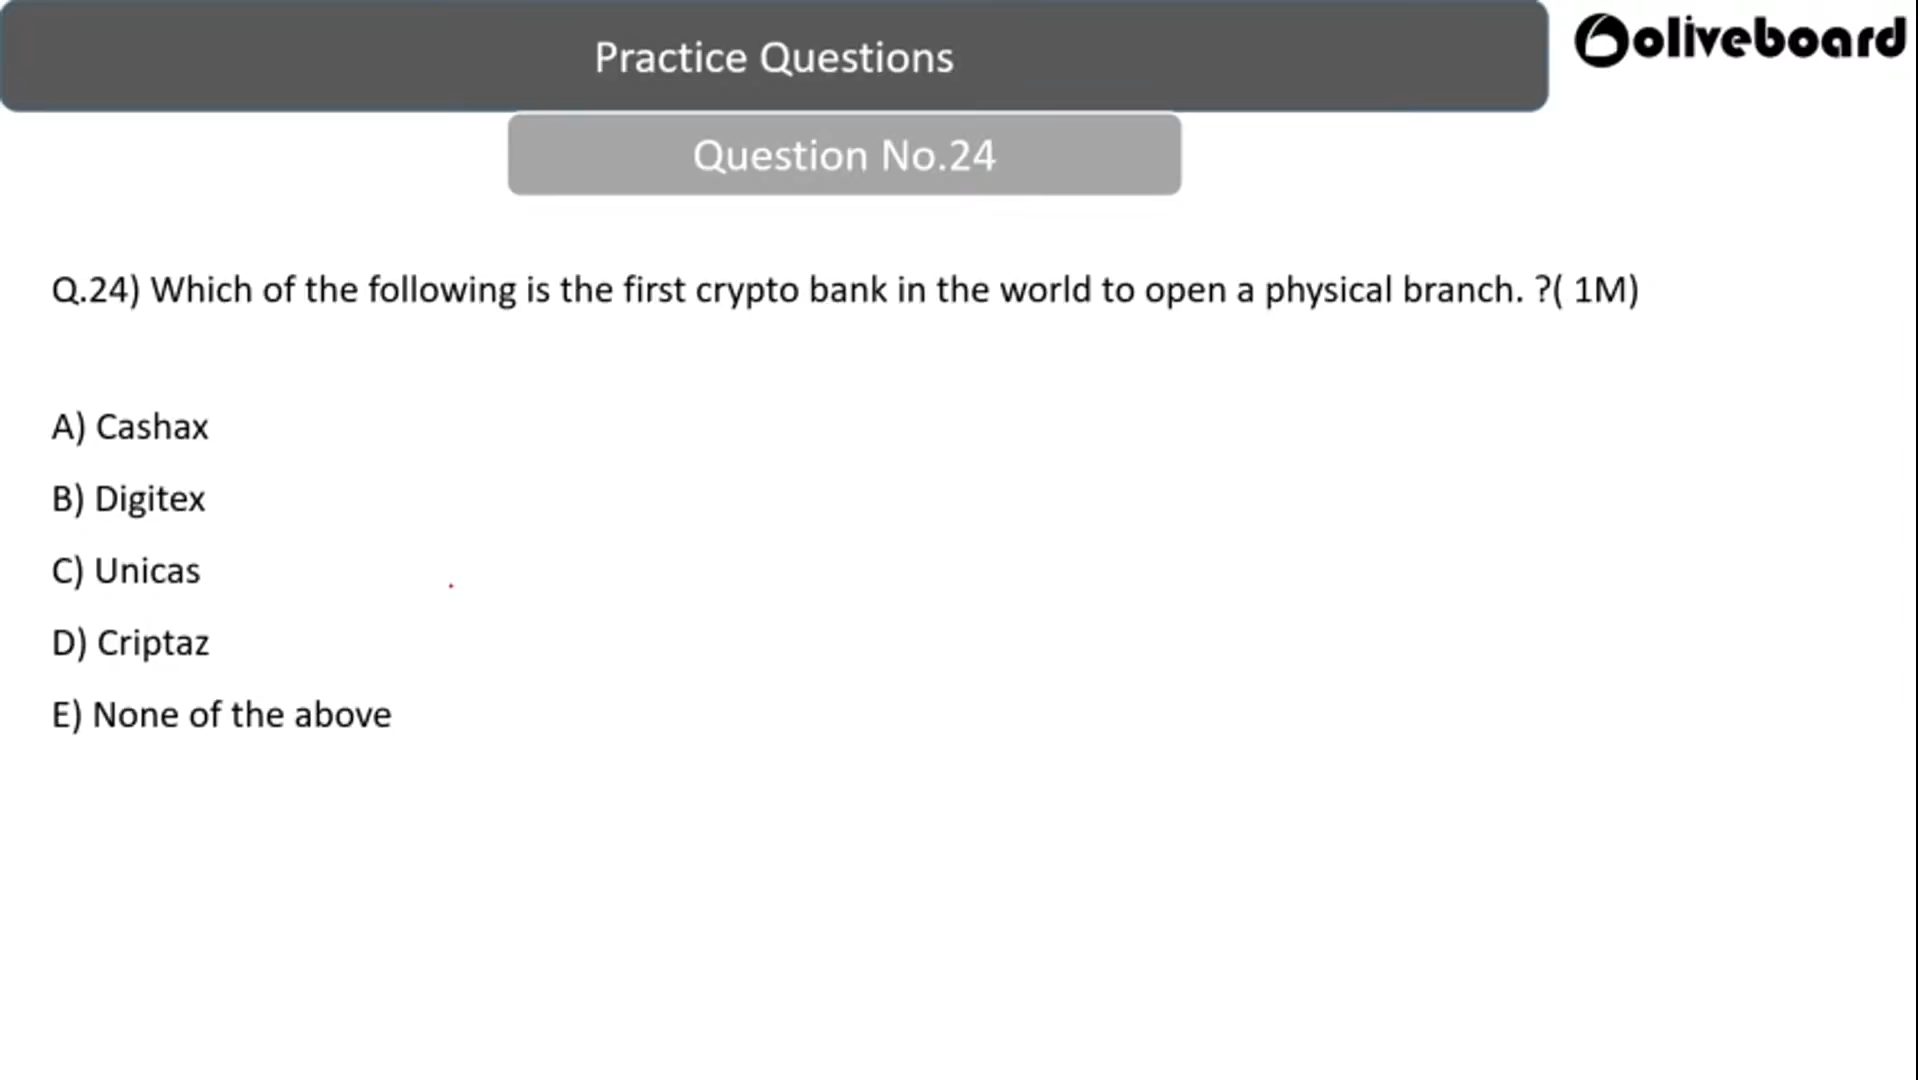 Practice Questions
oliveboard
Question No.24
Q.24) Which of the following is the first crypto bank in the world to open a physical branch. ?( 1M)
A) Cashax
B) Digitex
C) Unicas
D) Criptaz
E) None of the above